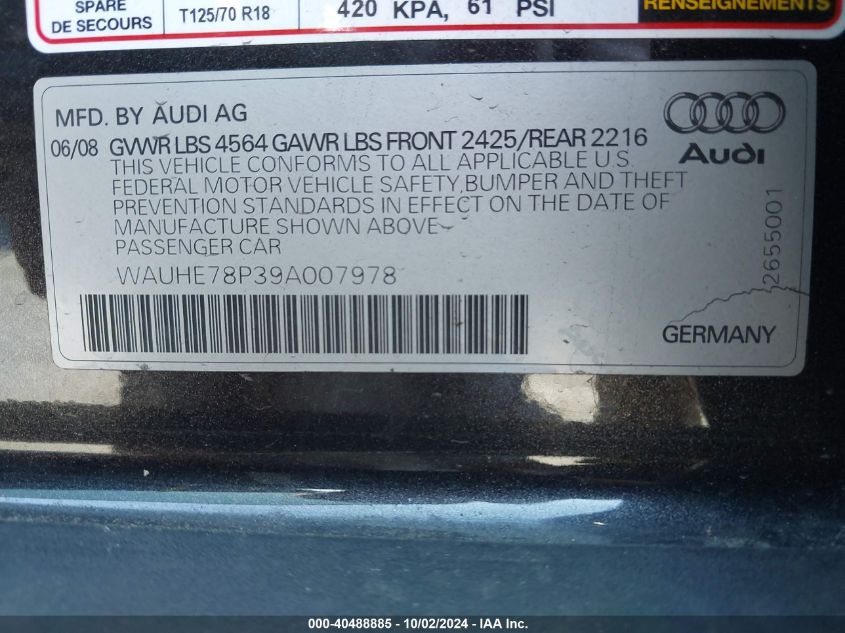 SPARE
DE SECOURS
T125/70 R18
420 KPA, 61 PSI
RENSEIGNEMENTS
MFD. BY AUDI AG
06/08 GVWR LBS 4564 GAWR LBS FRONT 2425/REAR 2216
THIS VEHICLE CONFORMS TO ALL APPLICABLE U.S.
FEDERAL MOTOR VEHICLE SAFETY,BUMPER AND THEFT
PREVENTION STANDARDS IN EFFECT ON THE DATE OF
MANUFACTURE SHOWN ABOVE
PASSENGER CAR
WAUHE78P39A007978
Audi
2655001
GERMANY
000-40488885 - 10/02/2024 - IAA Inc.